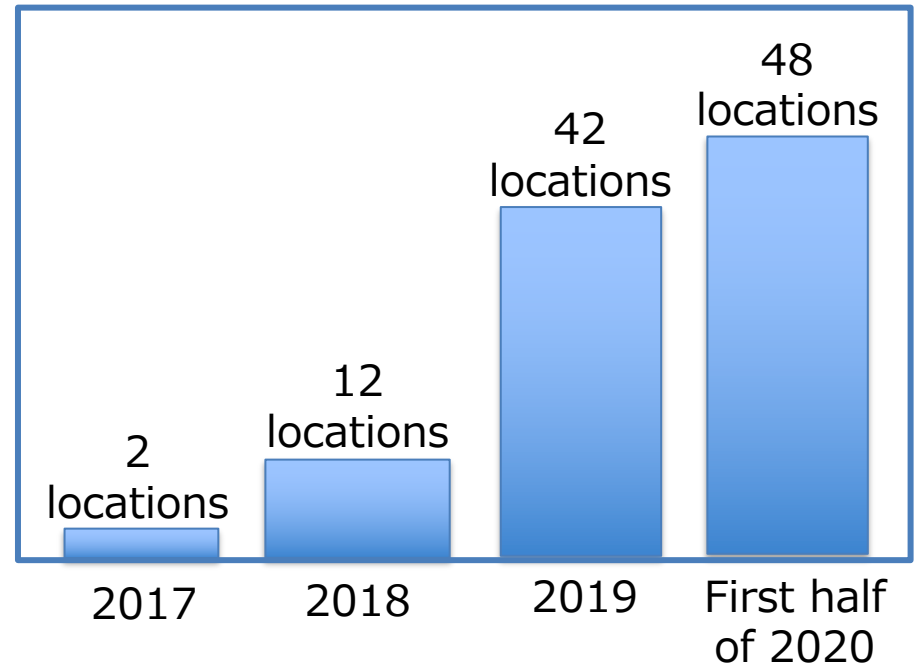 2
locations
12
locations
42
locations
48
locations
2017
2018
2019
First half
of 2020